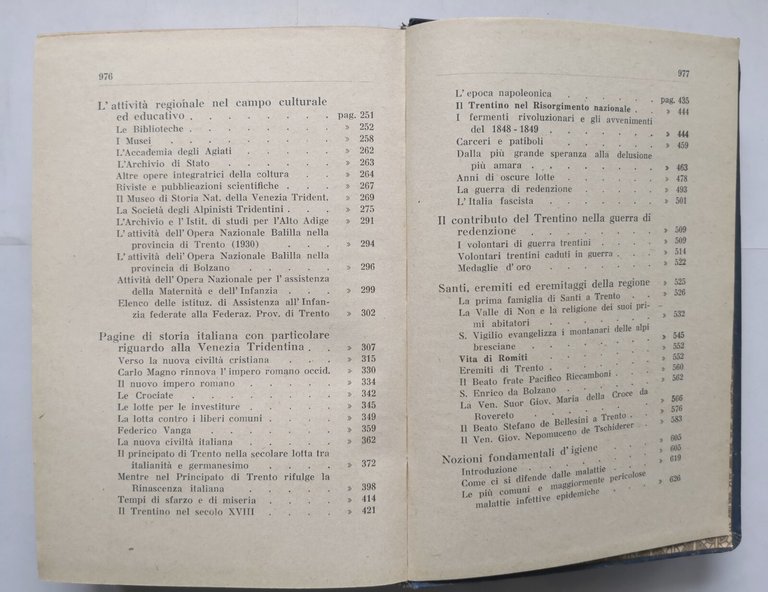 976
L'attività regionale nel campo culturale
ed educativo . . . . . . . pag. 251
Le Biblioteche . . . . . . » 252
I Musei . . . . . . . » 258
L'Accademia degli Agiati . . . . » 262
L'Archivio di Stato . . . . . » 263
Altre opere integratrici della coltura . » 264
Riviste e pubblicazioni scientifiche . . » 267
Il Museo di Storia Nat. della Venezia Trident. » 269
La Società degli Alpinisti Tridentini . . » 275
L'Archivio e l'Istit. di studi per l'Alto Adige » 291
L'attività dell'Opera Nazionale Balilla nella
provincia di Trento (1930) . . . » 294
L'attività dell'Opera Nazionale Balilla nella
provincia di Bolzano . . . . » 296
Attività dell'Opera Nazionale per l'assistenza
della Maternità e dell'Infanzia . . » 299
Elenco delle istituz. di Assistenza all'Infan-
zia federate alla Federaz. Prov. di Trento » 302
Pagine di storia italiana con particolare
riguardo alla Venezia Tridentina . . » 307
Verso la nuova civiltà cristiana . . . » 315
Carlo Magno rinnova l'impero romano occid. » 330
Il nuovo impero romano . . . . » 334
Le Crociate . . . . . . » 342
Le lotte per le investiture . . . . » 345
La lotta contro i liberi comuni . . . » 349
Federico Vanga . . . . . » 359
La nuova civiltà italiana . . . . » 362
Il principato di Trento nella secolare lotta tra
italianità e germanesimo . . . . » 372
Mentre nel Principato di Trento rifulge la
Rinascenza italiana . . . . » 398
Tempi di sfarzo e di miseria . . . » 414
Il Trentino nel secolo XVIII . . . . » 421
977
L'epoca napoleonica . . . . . pag. 435
Il Trentino nel Risorgimento nazionale . . » 444
I fermenti rivoluzionari e gli avvenimenti
del 1848-1849 . . . . . » 444
Carceri e patiboli . . . . . » 459
Dalla più grande speranza alla delusione
più amara . . . . . . » 463
Anni di oscure lotte . . . . . » 478
La guerra di redenzione . . . . » 493
L'Italia fascista . . . . . » 501
Il contributo del Trentino nella guerra di
redenzione . . . . . . » 509
I volontari di guerra trentini . . . » 509
Volontari trentini caduti in guerra . . » 514
Medaglie d'oro . . . . . » 522
Santi, eremiti ed eremitaggi della regione » 525
La prima famiglia di Santi a Trento . . » 526
La Valle di Non e la religione dei suoi pri-
mi abitatori . . . . . . » 532
S. Vigilio evangelizza i montanari delle alpi
bresciane . . . . . . » 545
Vita di Romiti . . . . . » 552
Eremiti di Trento . . . . . » 552
Il Beato frate Pacifico Riccamboni . . » 560
S. Enrico da Bolzano . . . . . » 562
La Ven. Suor Giov. Maria della Croce da
Rovereto . . . . . . » 566
Il Beato Stefano de Bellesini a Trento . . » 576
Il Ven. Giov. Nepomuceno de Tschiderer . . » 583
Nozioni fondamentali d'igiene . . . » 605
Introduzione . . . . . . » 605
Come ci si difende dalle malattie . . . » 619
Le più comuni e maggiormente pericolose
malattie infettive epidemiche . . . » 626